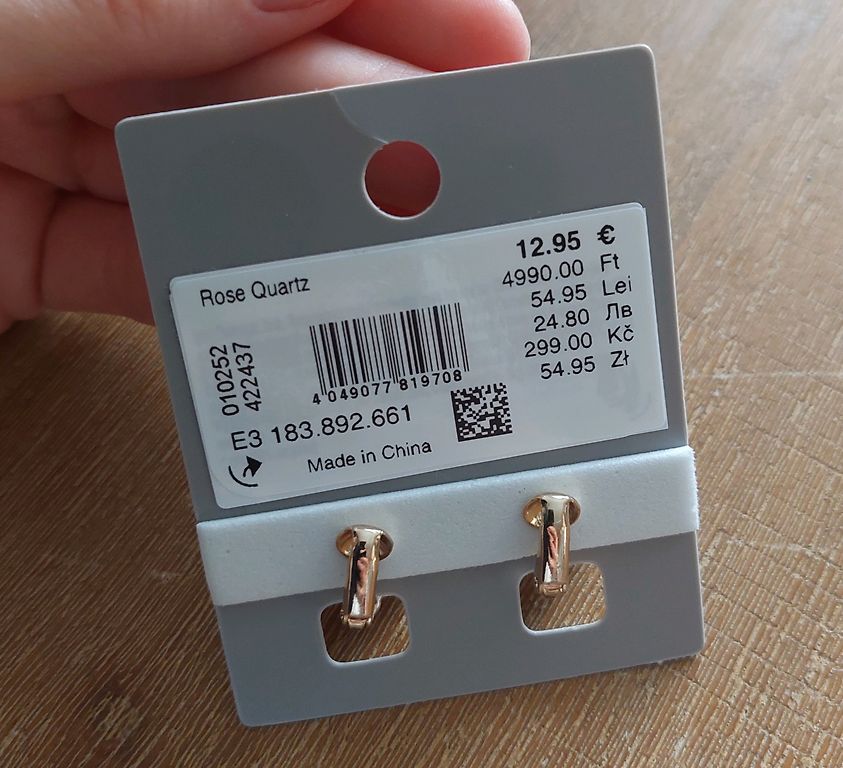 Rose Quartz
12.95 €
4990.00 Ft
54.95 Lei
24.80 Лв
299.00 Kč
54.95 Zł
010252
422437
4 049077 819708
E3 183.892.661
Made in China